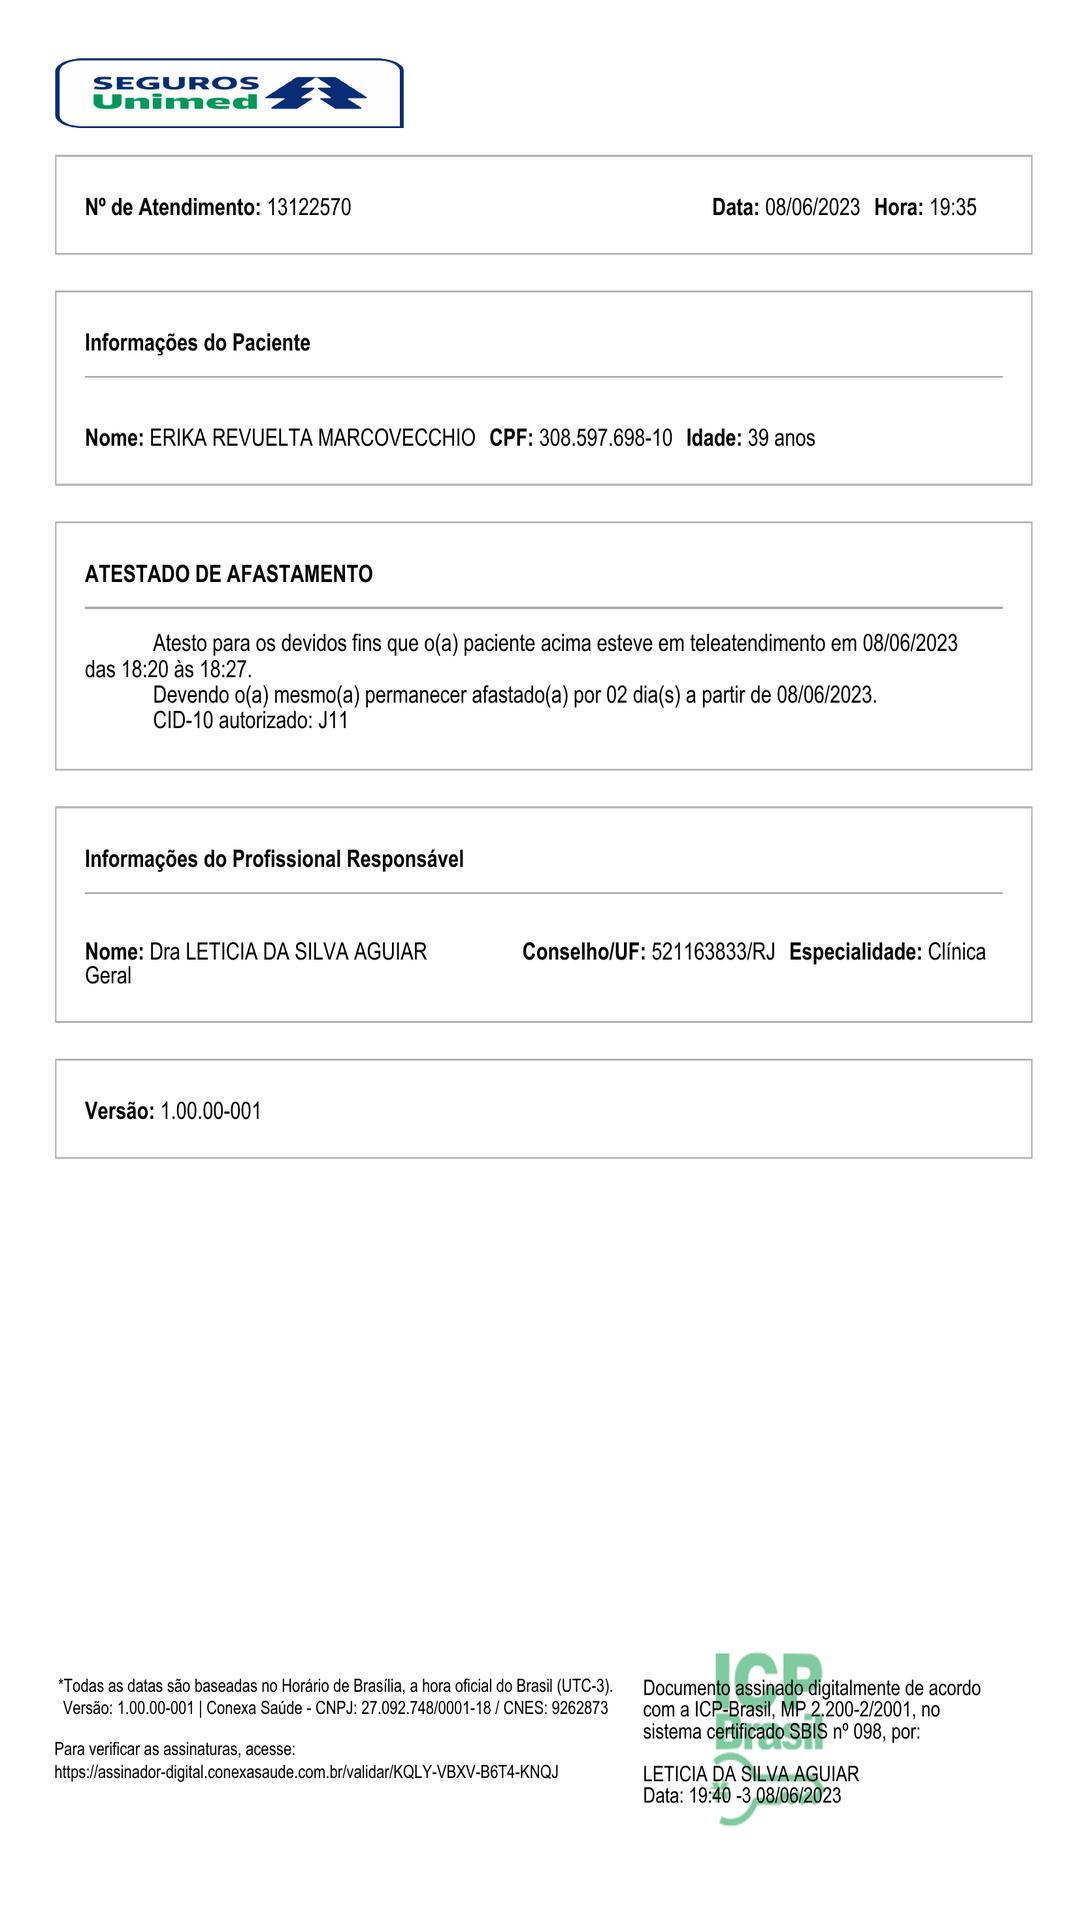 SEGUROS
Unimed
Nº de Atendimento: 13122570 Data: 08/06/2023 Hora: 19:35
Informações do Paciente
Nome: ERIKA REVUELTA MARCOVECCHIO CPF: 308.597.698-10 Idade: 39 anos
ATESTADO DE AFASTAMENTO
Atesto para os devidos fins que o(a) paciente acima esteve em teleatendimento em 08/06/2023
das 18:20 às 18:27.
Devendo o(a) mesmo(a) permanecer afastado(a) por 02 dia(s) a partir de 08/06/2023.
CID-10 autorizado: J11
Informações do Profissional Responsável
Nome: Dra LETICIA DA SILVA AGUIAR Conselho/UF: 521163833/RJ Especialidade: Clínica
Geral
Versão: 1.00.00-001
*Todas as datas são baseadas no Horário de Brasília, a hora oficial do Brasil (UTC-3).
Versão: 1.00.00-001 | Conexa Saúde - CNPJ: 27.092.748/0001-18 / CNES: 9262873
Para verificar as assinaturas, acesse:
https://assinador-digital.conexasaude.com.br/validar/KQLY-VBXV-B6T4-KNQJ
ICP
Brasil
Documento assinado digitalmente de acordo
com a ICP-Brasil, MP 2.200-2/2001, no
sistema certificado SBIS nº 098, por:
LETICIA DA SILVA AGUIAR
Data: 19:40 -3 08/06/2023